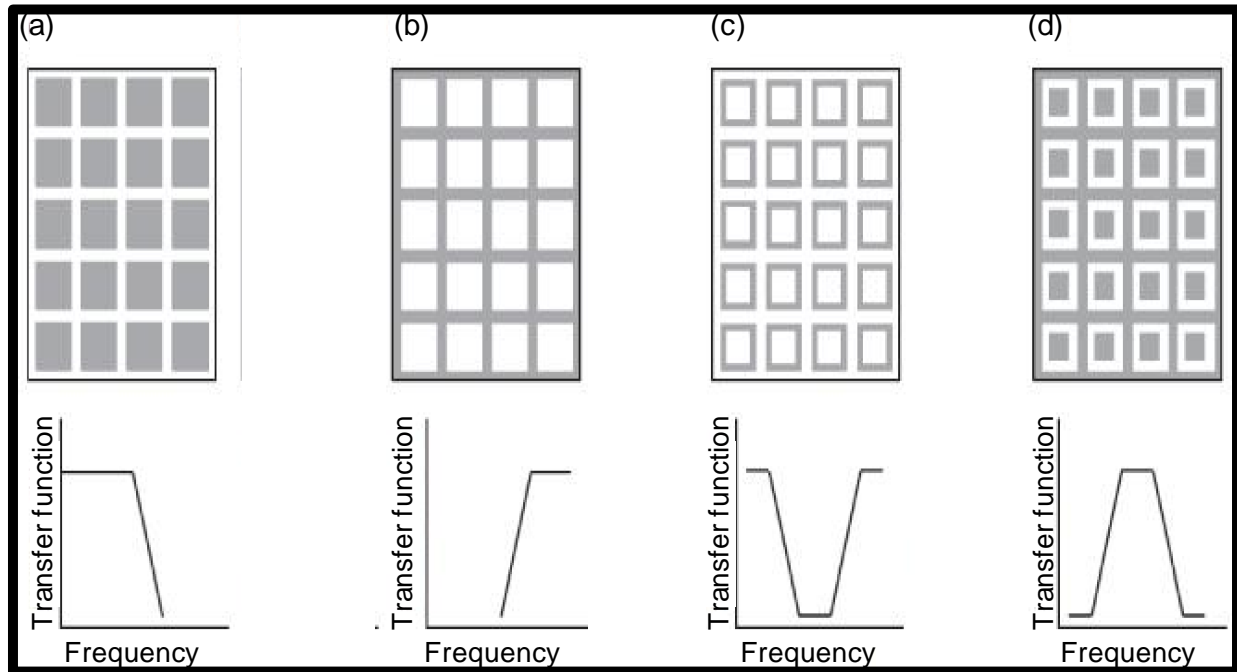 (a)
(b)
(c)
(d)
Transfer function
Transfer function
Transfer function
Transfer function
Frequency
Frequency
Frequency
Frequency